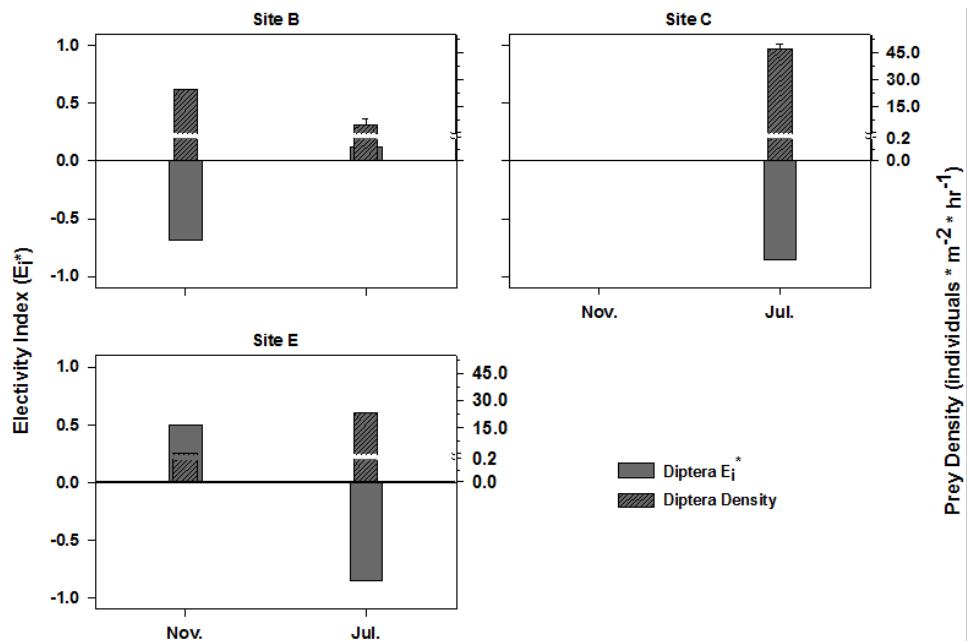 Site B
Site C
1.0
0.5
0.0
-0.5
-1.0
45.0
30.0
15.0
0.2
0.0
Nov.
Jul.
Site E
1.0
0.5
0.0
-0.5
-1.0
45.0
30.0
15.0
0.2
0.0
Nov.
Jul.
Electivity Index (Ei*)
Prey Density (individuals * m-2 * hr-1)
Diptera Ei*
Diptera Density